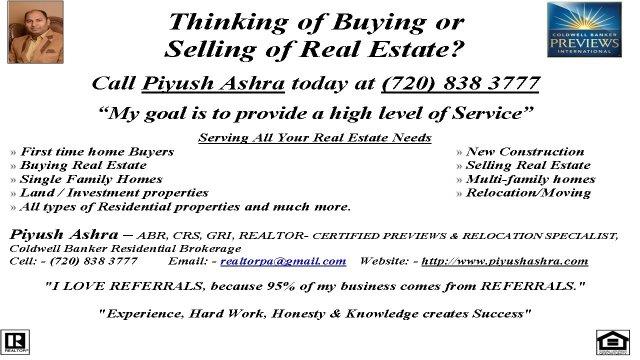 Thinking of Buying or
Selling of Real Estate?
COLDWELL BANKER
PREVIEWS
INTERNATIONAL
Call Piyush Ashra today at (720) 838 3777
“My goal is to provide a high level of Service”
Serving All Your Real Estate Needs
» First time home Buyers
» Buying Real Estate
» Single Family Homes
» Land / Investment properties
» All types of Residential properties and much more.
» New Construction
» Selling Real Estate
» Multi-family homes
» Relocation/Moving
Piyush Ashra – ABR, CRS, GRI, REALTOR- CERTIFIED PREVIEWS & RELOCATION SPECIALIST,
Coldwell Banker Residential Brokerage
Cell: - (720) 838 3777 Email: - realtorpa@gmail.com Website: - http://www.piyushashra.com
"I LOVE REFERRALS, because 95% of my business comes from REFERRALS."
"Experience, Hard Work, Honesty & Knowledge creates Success"
R
REALTOR